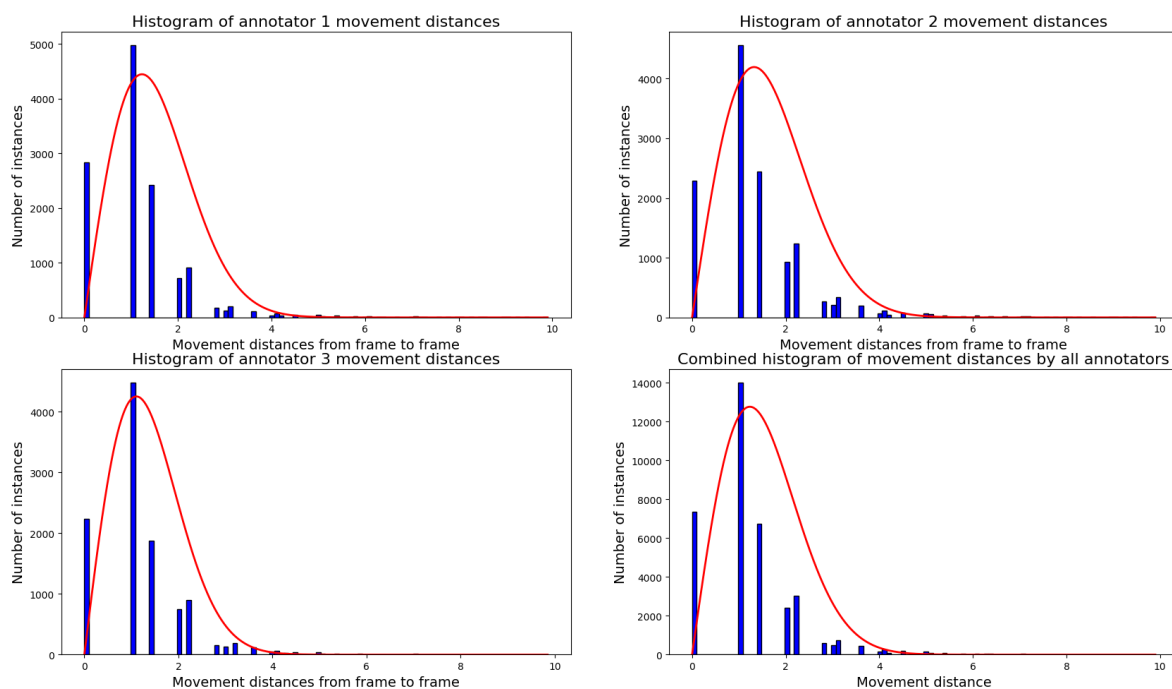 Histogram of annotator 1 movement distances
Number of instances
5000
4000
3000
2000
1000
0
0 2 4 6 8 10
Movement distances from frame to frame
Histogram of annotator 2 movement distances
Number of instances
4000
3000
2000
1000
0
0 2 4 6 8 10
Movement distances from frame to frame
Histogram of annotator 3 movement distances
Number of instances
4000
3000
2000
1000
0
0 2 4 6 8 10
Movement distances from frame to frame
Combined histogram of movement distances by all annotators
Number of instances
14000
12000
10000
8000
6000
4000
2000
0
0 2 4 6 8 10
Movement distance